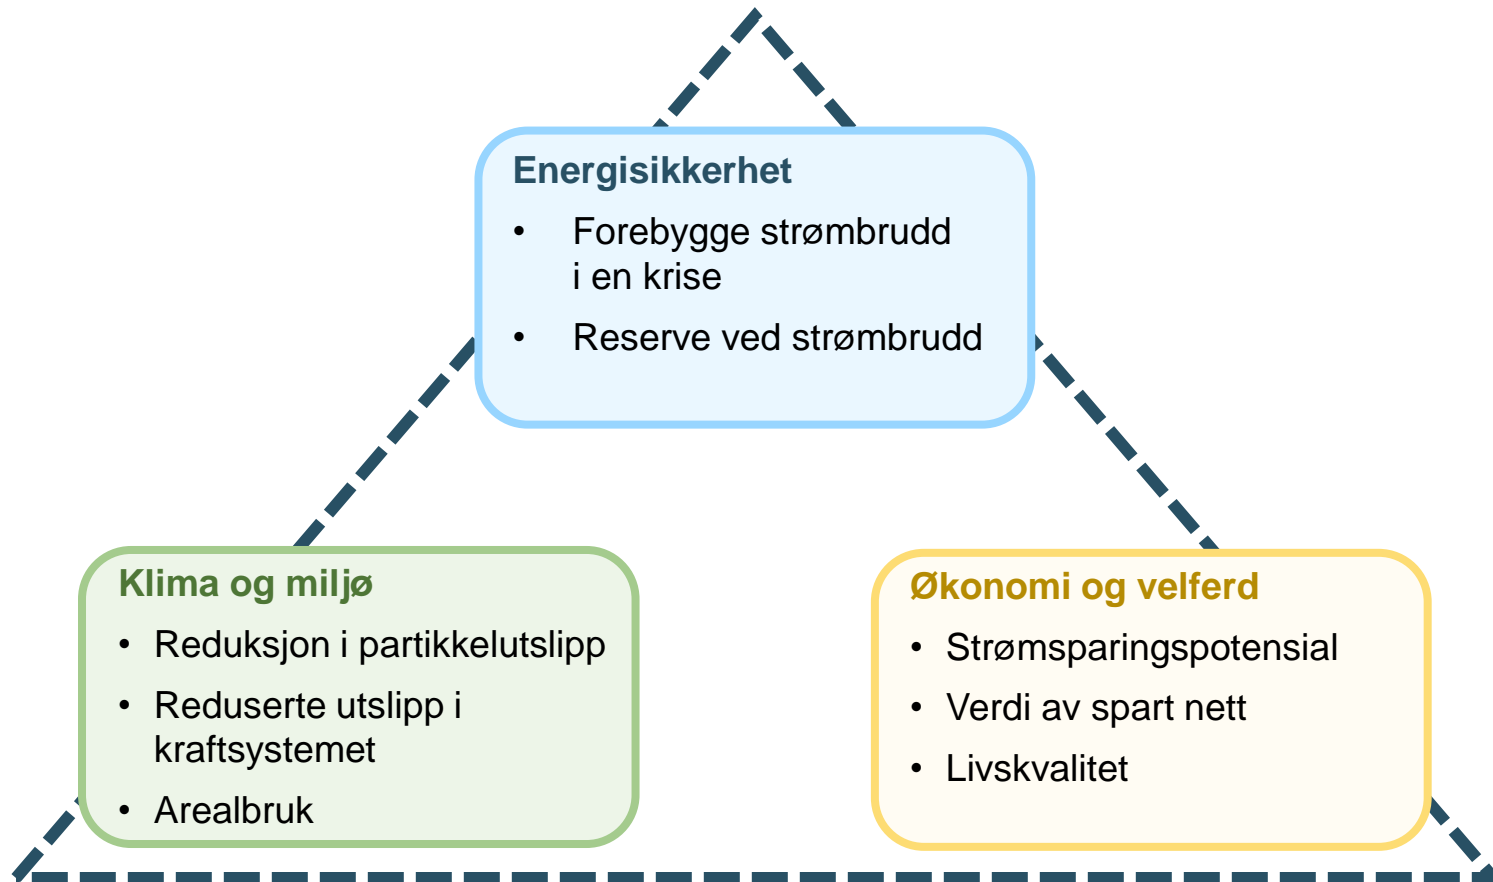 Energisikkerhet
• Forebygge strømbrudd
i en krise
• Reserve ved strømbrudd
Klima og miljø
• Reduksjon i partikkelutslipp
• Reduserte utslipp i
kraftsystemet
• Arealbruk
Økonomi og velferd
• Strømsparingspotensial
• Verdi av spart nett
• Livskvalitet